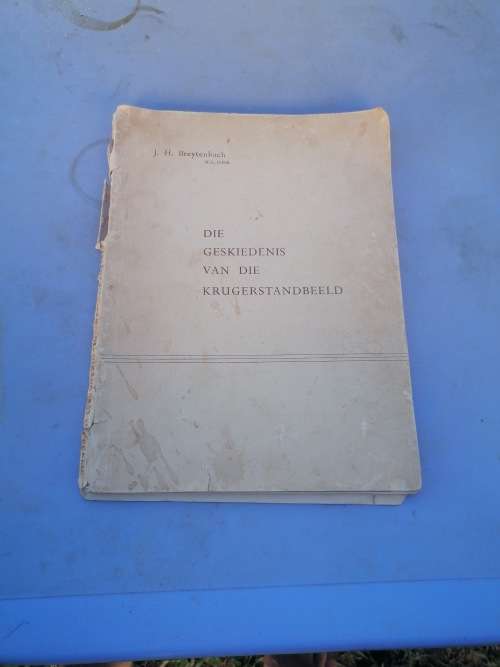 J. H. Breytenbach
DIE
GESKIEDENIS
VAN DIE
KRUGERSTANDBEELD